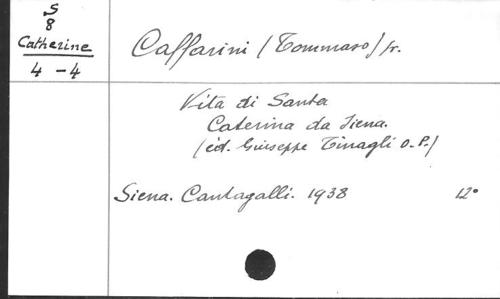 S
8
Catherine
4 - 4
Caffarini (Tommaso) fr.
Vita di Santa
Caterina da Siena.
(ed. Giuseppe Tinagli O.P.)
Siena. Cantagalli. 1938 12°